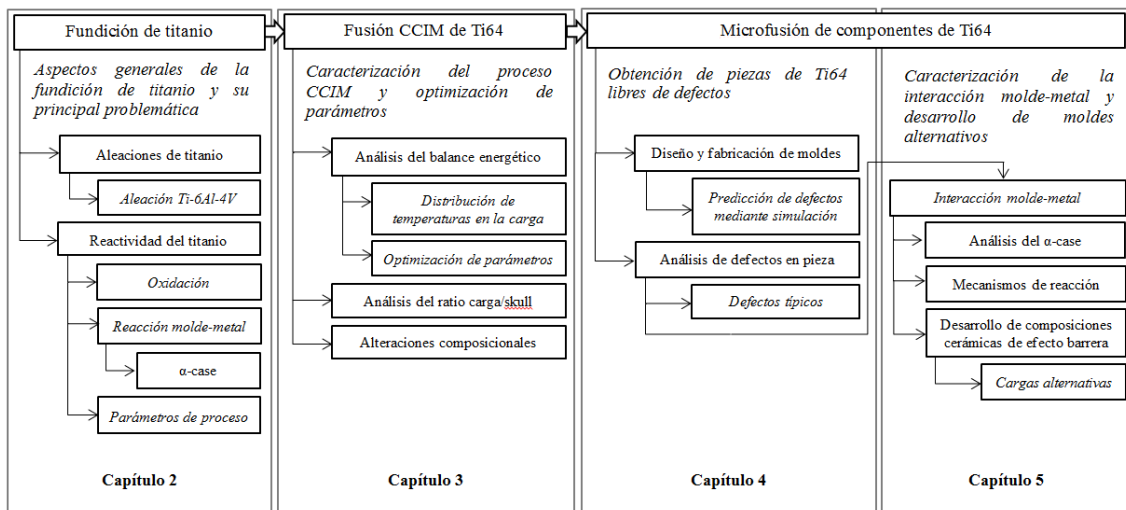 Fundición de titanio
Fusión CCIM de Ti64
Microfusión de componentes de Ti64
Aspectos generales de la
fundición de titanio y su
principal problemática
Aleaciones de titanio
Aleación Ti-6Al-4V
Reactividad del titanio
Oxidación
Reacción molde-metal
α-case
Parámetros de proceso
Capítulo 2
Caracterización del proceso
CCIM y optimización de
parámetros
Análisis del balance energético
Distribución de
temperaturas en la carga
Optimización de parámetros
Análisis del ratio carga/skull
Alteraciones composicionales
Capítulo 3
Obtención de piezas de Ti64
libres de defectos
Diseño y fabricación de moldes
Predicción de defectos
mediante simulación
Análisis de defectos en pieza
Defectos típicos
Capítulo 4
Caracterización de la
interacción molde-metal y
desarrollo de moldes
alternativos
Interacción molde-metal
Análisis del α-case
Mecanismos de reacción
Desarrollo de composiciones
cerámicas de efecto barrera
Cargas alternativas
Capítulo 5